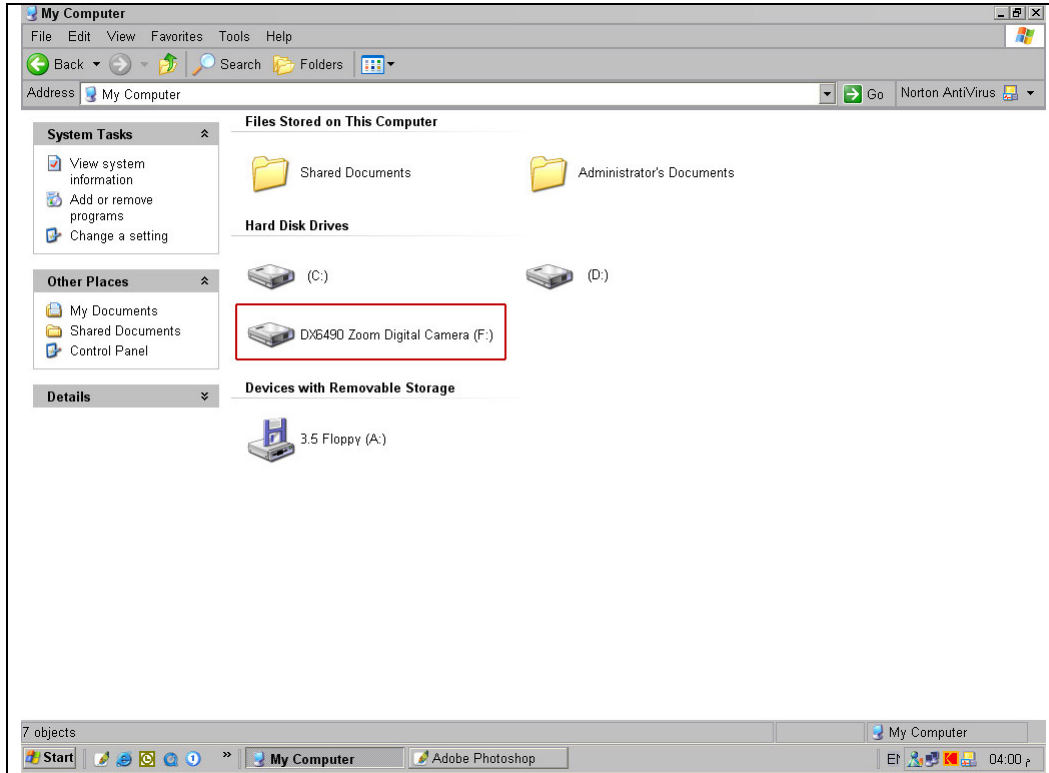 My Computer
File Edit View Favorites Tools Help
Back Search Folders
Address My Computer Go Norton AntiVirus
System Tasks
View system
information
Add or remove
programs
Change a setting
Other Places
My Documents
Shared Documents
Control Panel
Details
Files Stored on This Computer
Shared Documents Administrator's Documents
Hard Disk Drives
(C:) (D:)
DX6490 Zoom Digital Camera (F:)
Devices with Removable Storage
3.5 Floppy (A:)
7 objects My Computer
Start My Computer Adobe Photoshop 04:00 م